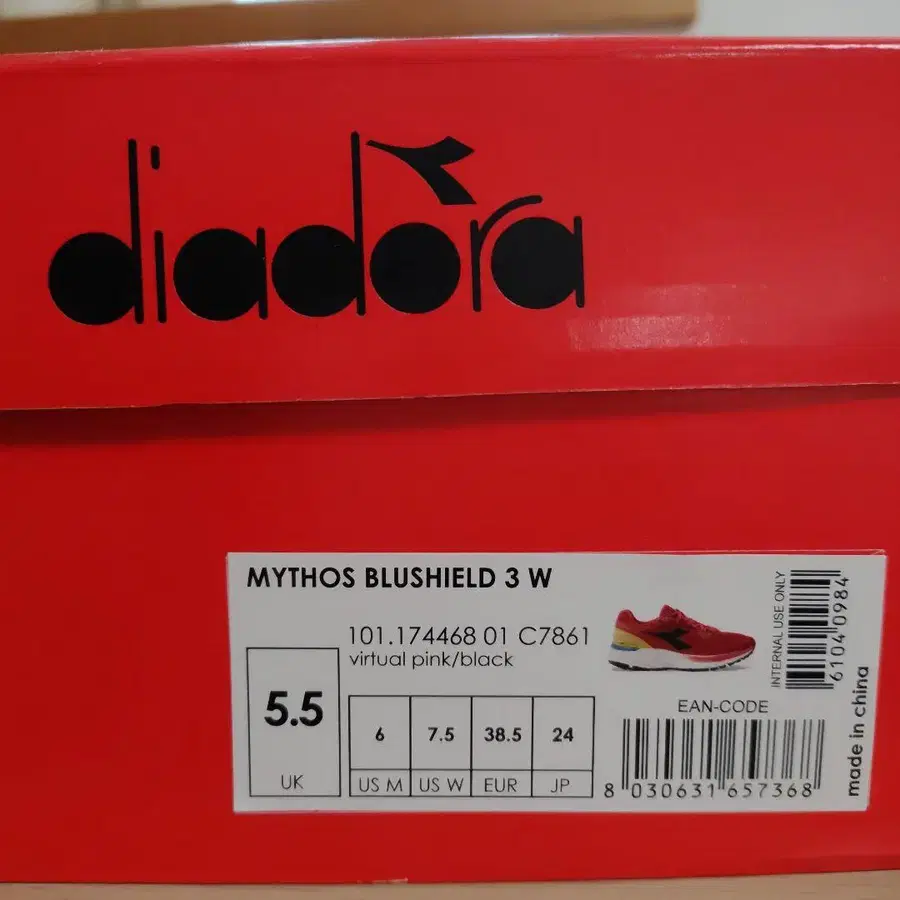 diadora
MYTHOS BLUSHIELD 3 W
101.174468 01 C7861
virtual pink/black
5.5
UK
6
7.5
38.5
24
US M
US W
EUR
JP
INTERNAL USE ONLY
6104 0984
EAN-CODE
8 030631 657368
made in china